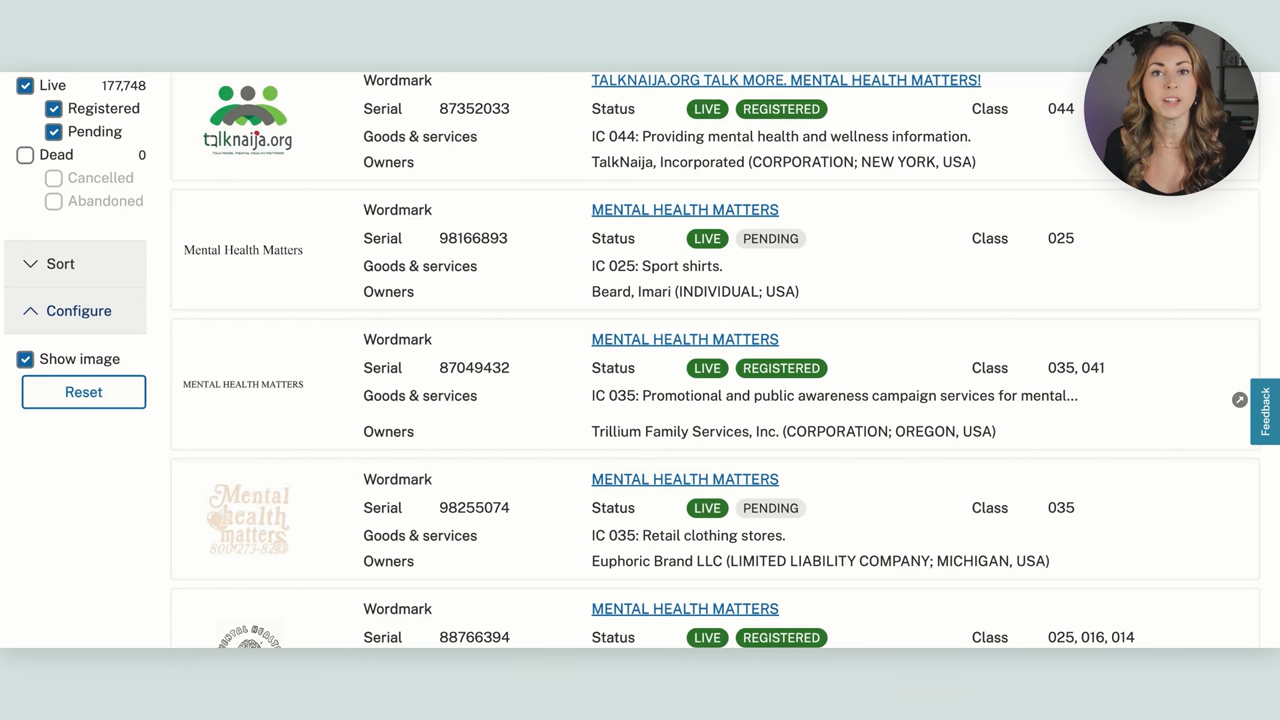 Live 177,748
Registered
Pending
Dead 0
Cancelled
Abandoned
Sort
Configure
Show image
Reset
talknaija.org
TALK MORE. MENTAL HEALTH MATTERS!
Wordmark TALKNAIJA.ORG TALK MORE. MENTAL HEALTH MATTERS!
Serial 87352033 Status LIVE REGISTERED Class 044
Goods & services IC 044: Providing mental health and wellness information.
Owners TalkNaija, Incorporated (CORPORATION; NEW YORK, USA)
Mental Health Matters
Wordmark MENTAL HEALTH MATTERS
Serial 98166893 Status LIVE PENDING Class 025
Goods & services IC 025: Sport shirts.
Owners Beard, Imari (INDIVIDUAL; USA)
MENTAL HEALTH MATTERS
Wordmark MENTAL HEALTH MATTERS
Serial 87049432 Status LIVE REGISTERED Class 035, 041
Goods & services IC 035: Promotional and public awareness campaign services for mental...
Owners Trillium Family Services, Inc. (CORPORATION; OREGON, USA)
Mental
health
matters
Wordmark MENTAL HEALTH MATTERS
Serial 98255074 Status LIVE PENDING Class 035
Goods & services IC 035: Retail clothing stores.
Owners Euphoric Brand LLC (LIMITED LIABILITY COMPANY; MICHIGAN, USA)
Wordmark MENTAL HEALTH MATTERS
Serial 88766394 Status LIVE REGISTERED Class 025, 016, 014
Feedback